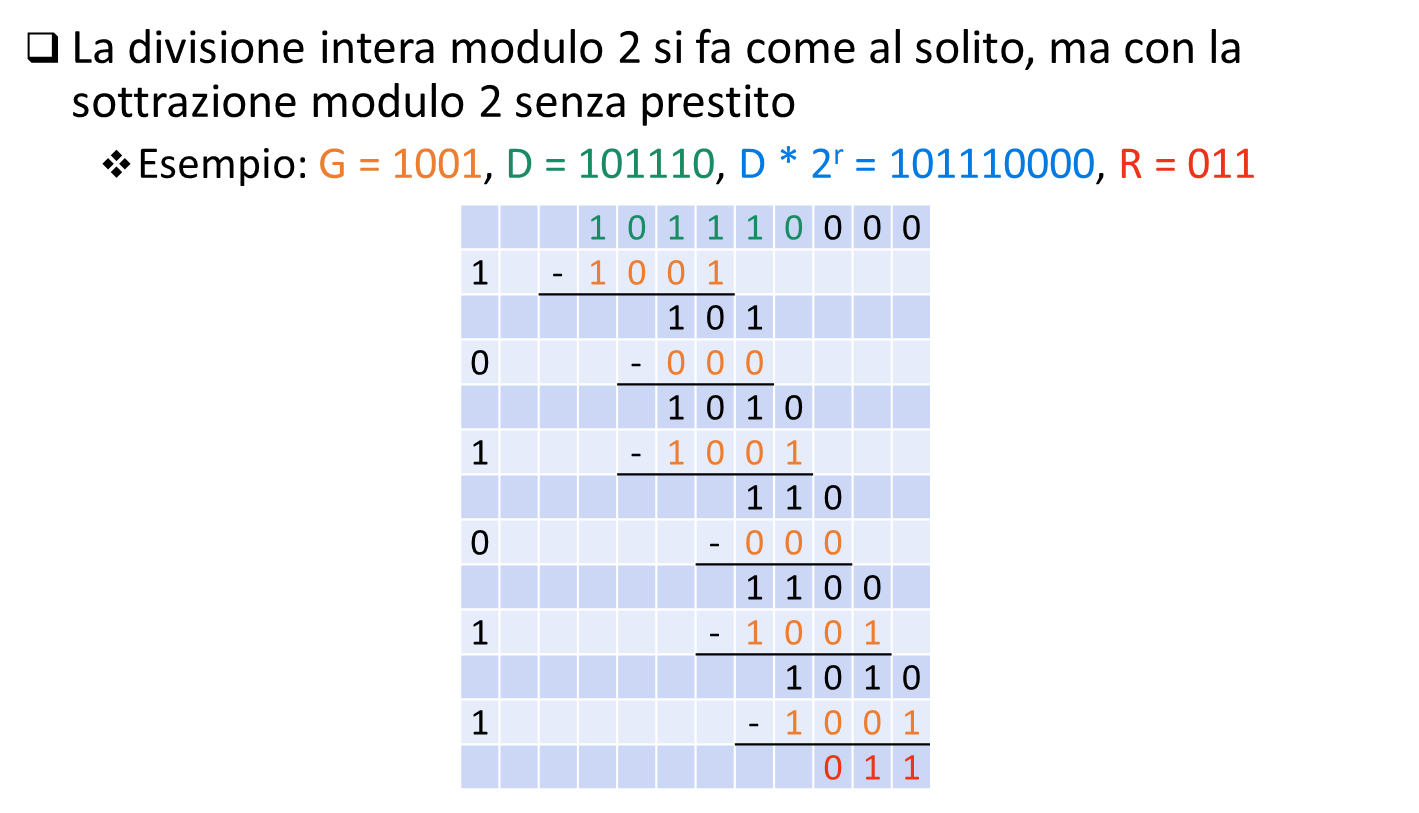 ❑ La divisione intera modulo 2 si fa come al solito, ma con la
sottrazione modulo 2 senza prestito
❖ Esempio: G = 1001, D = 101110, D * 2ʳ = 101110000, R = 011
1 0 1 1 1 0 0 0 0
1 - 1 0 0 1
1 0 1
0 - 0 0 0
1 0 1 0
1 - 1 0 0 1
1 1 0
0 - 0 0 0
1 1 0 0
1 - 1 0 0 1
1 0 1 0
1 - 1 0 0 1
0 1 1